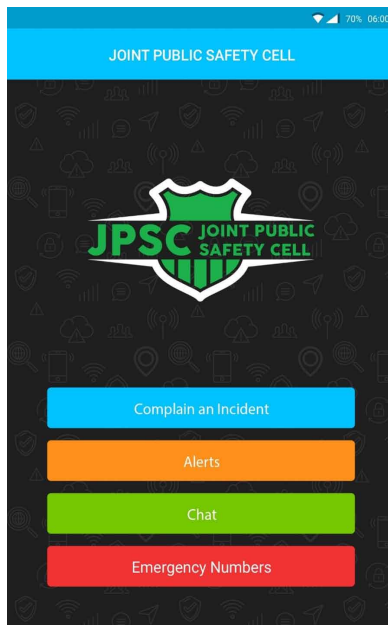 70% 06:00
JOINT PUBLIC SAFETY CELL
JPSC JOINT PUBLIC
SAFETY CELL
Complain an Incident
Alerts
Chat
Emergency Numbers